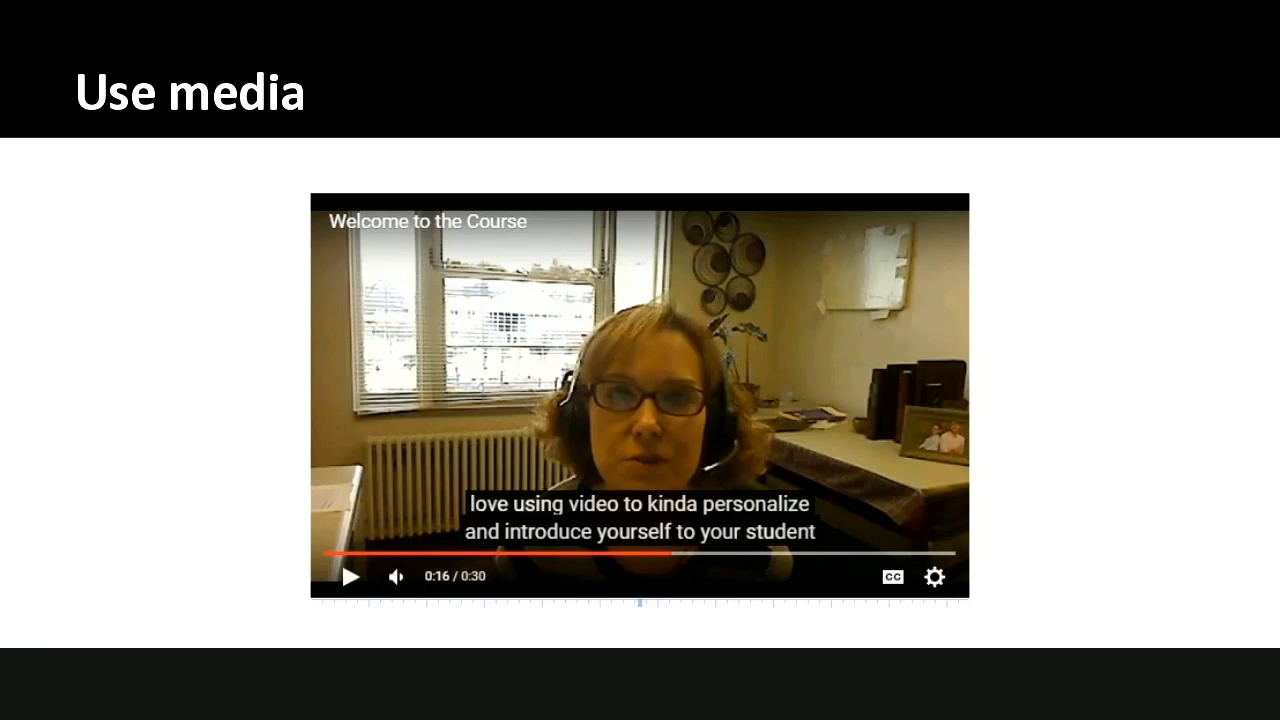 Use media
Welcome to the Course
love using video to kinda personalize
and introduce yourself to your student
0:16 / 0:30
CC